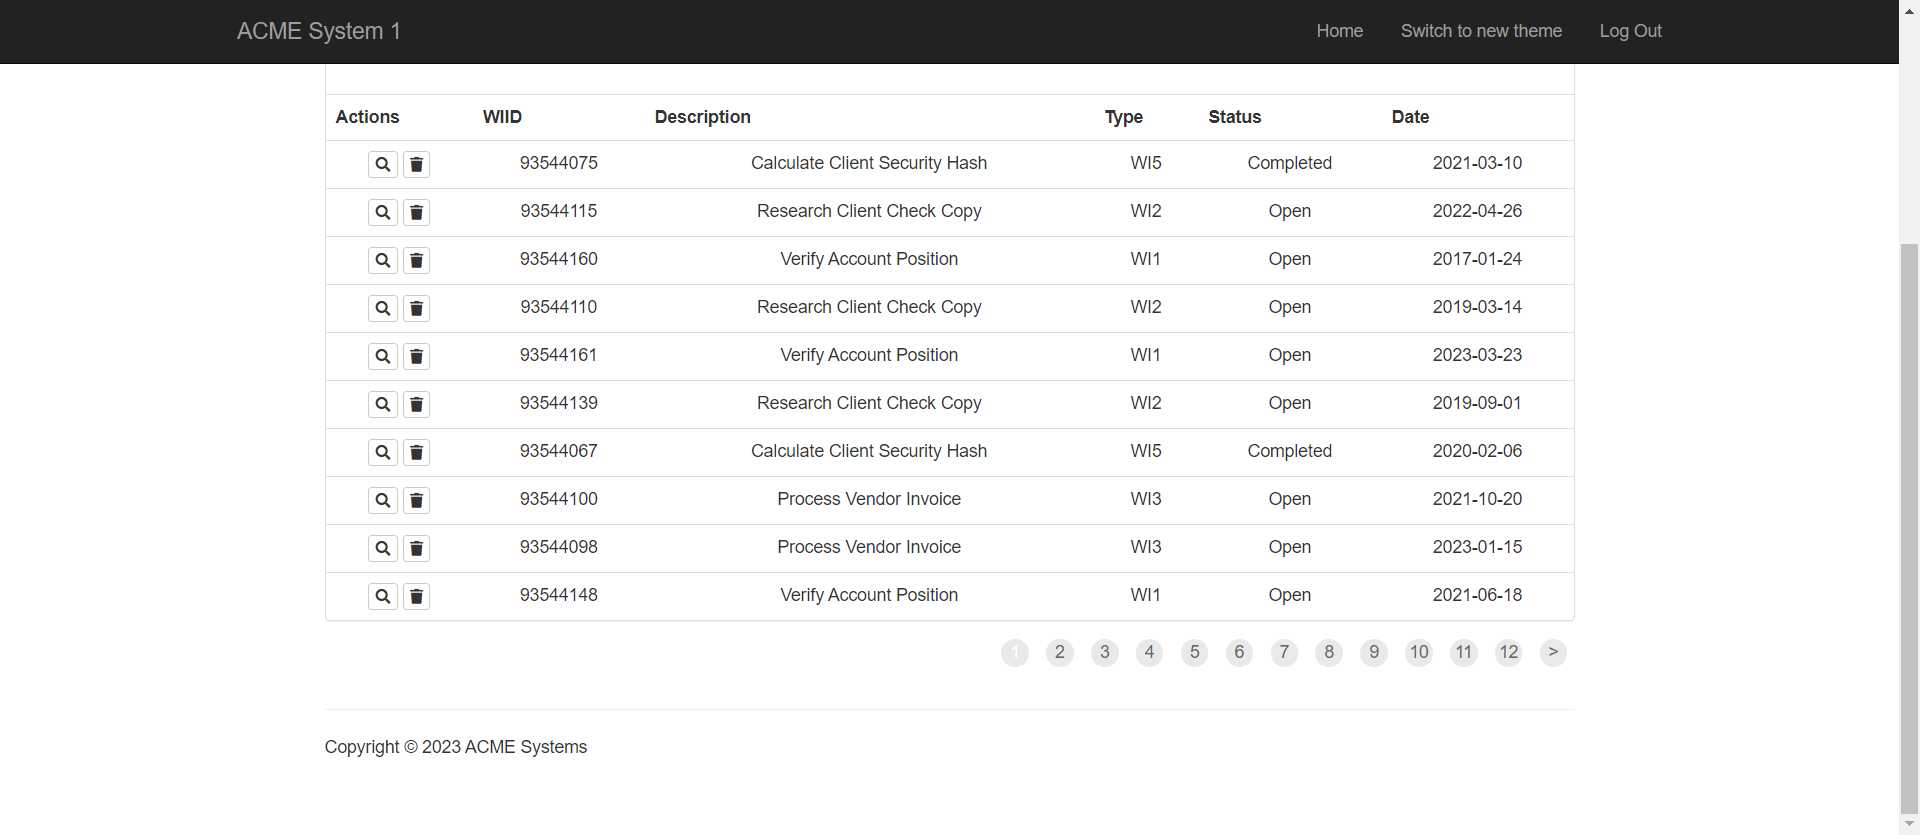 ACME System 1 Home Switch to new theme Log Out
Actions WIID Description Type Status Date
93544075 Calculate Client Security Hash WI5 Completed 2021-03-10
93544115 Research Client Check Copy WI2 Open 2022-04-26
93544160 Verify Account Position WI1 Open 2017-01-24
93544110 Research Client Check Copy WI2 Open 2019-03-14
93544161 Verify Account Position WI1 Open 2023-03-23
93544139 Research Client Check Copy WI2 Open 2019-09-01
93544067 Calculate Client Security Hash WI5 Completed 2020-02-06
93544100 Process Vendor Invoice WI3 Open 2021-10-20
93544098 Process Vendor Invoice WI3 Open 2023-01-15
93544148 Verify Account Position WI1 Open 2021-06-18
1 2 3 4 5 6 7 8 9 10 11 12 >
Copyright © 2023 ACME Systems